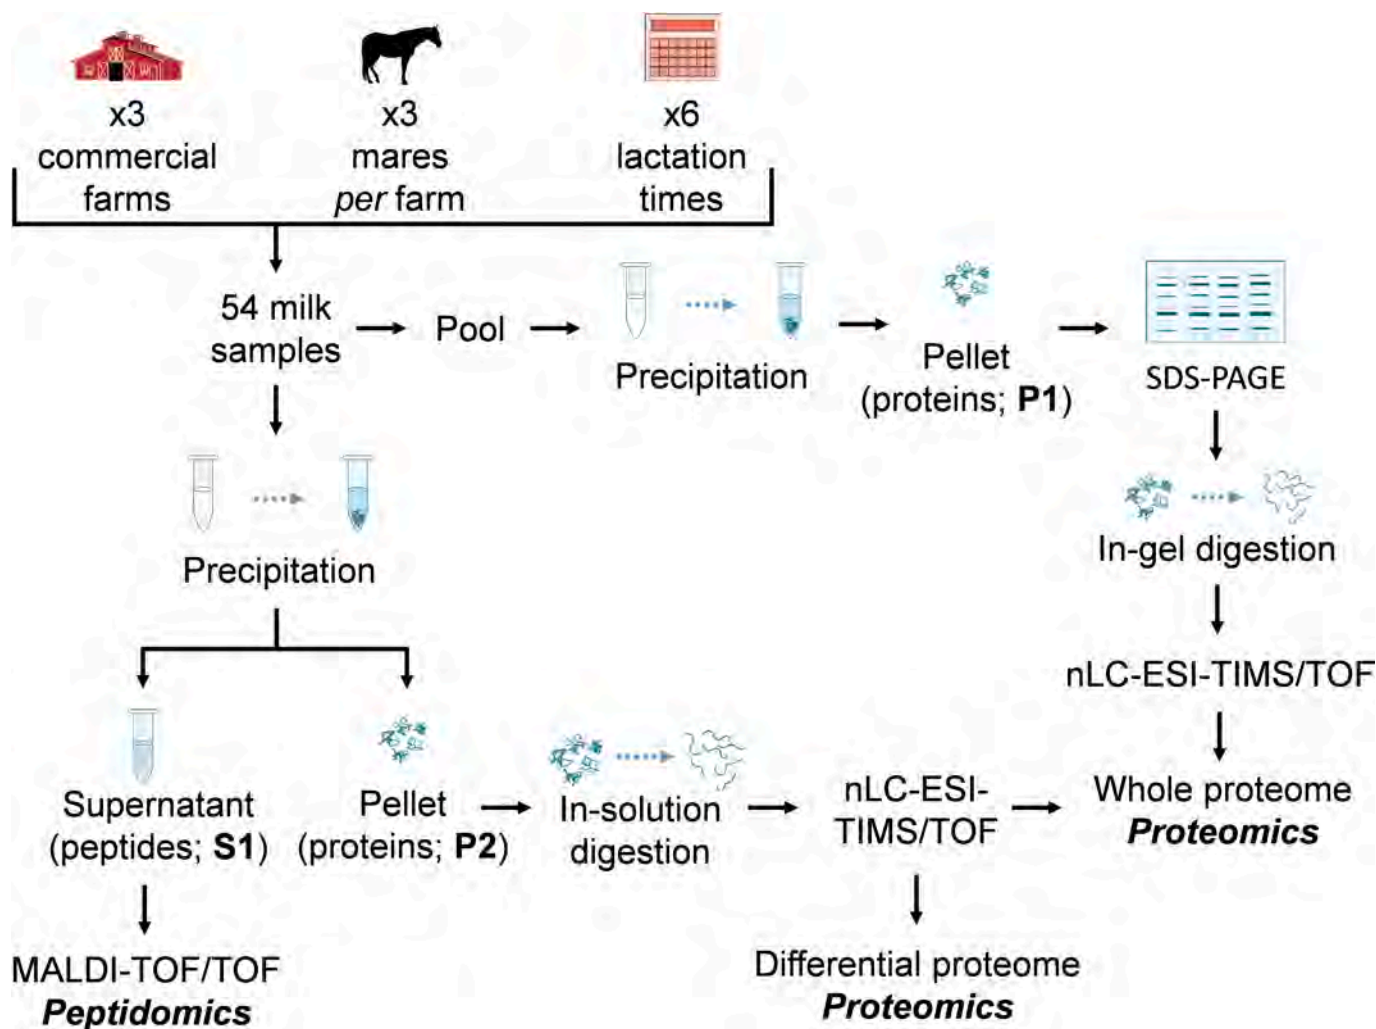 x3
commercial
farms
x3
mares
per farm
x6
lactation
times
54 milk
samples
Pool
Precipitation
Pellet
(proteins; P1)
SDS-PAGE
In-gel digestion
nLC-ESI-TIMS/TOF
Whole proteome
Proteomics
Precipitation
Supernatant
(peptides; S1)
MALDI-TOF/TOF
Peptidomics
Pellet
(proteins; P2)
In-solution
digestion
nLC-ESI-
TIMS/TOF
Differential proteome
Proteomics